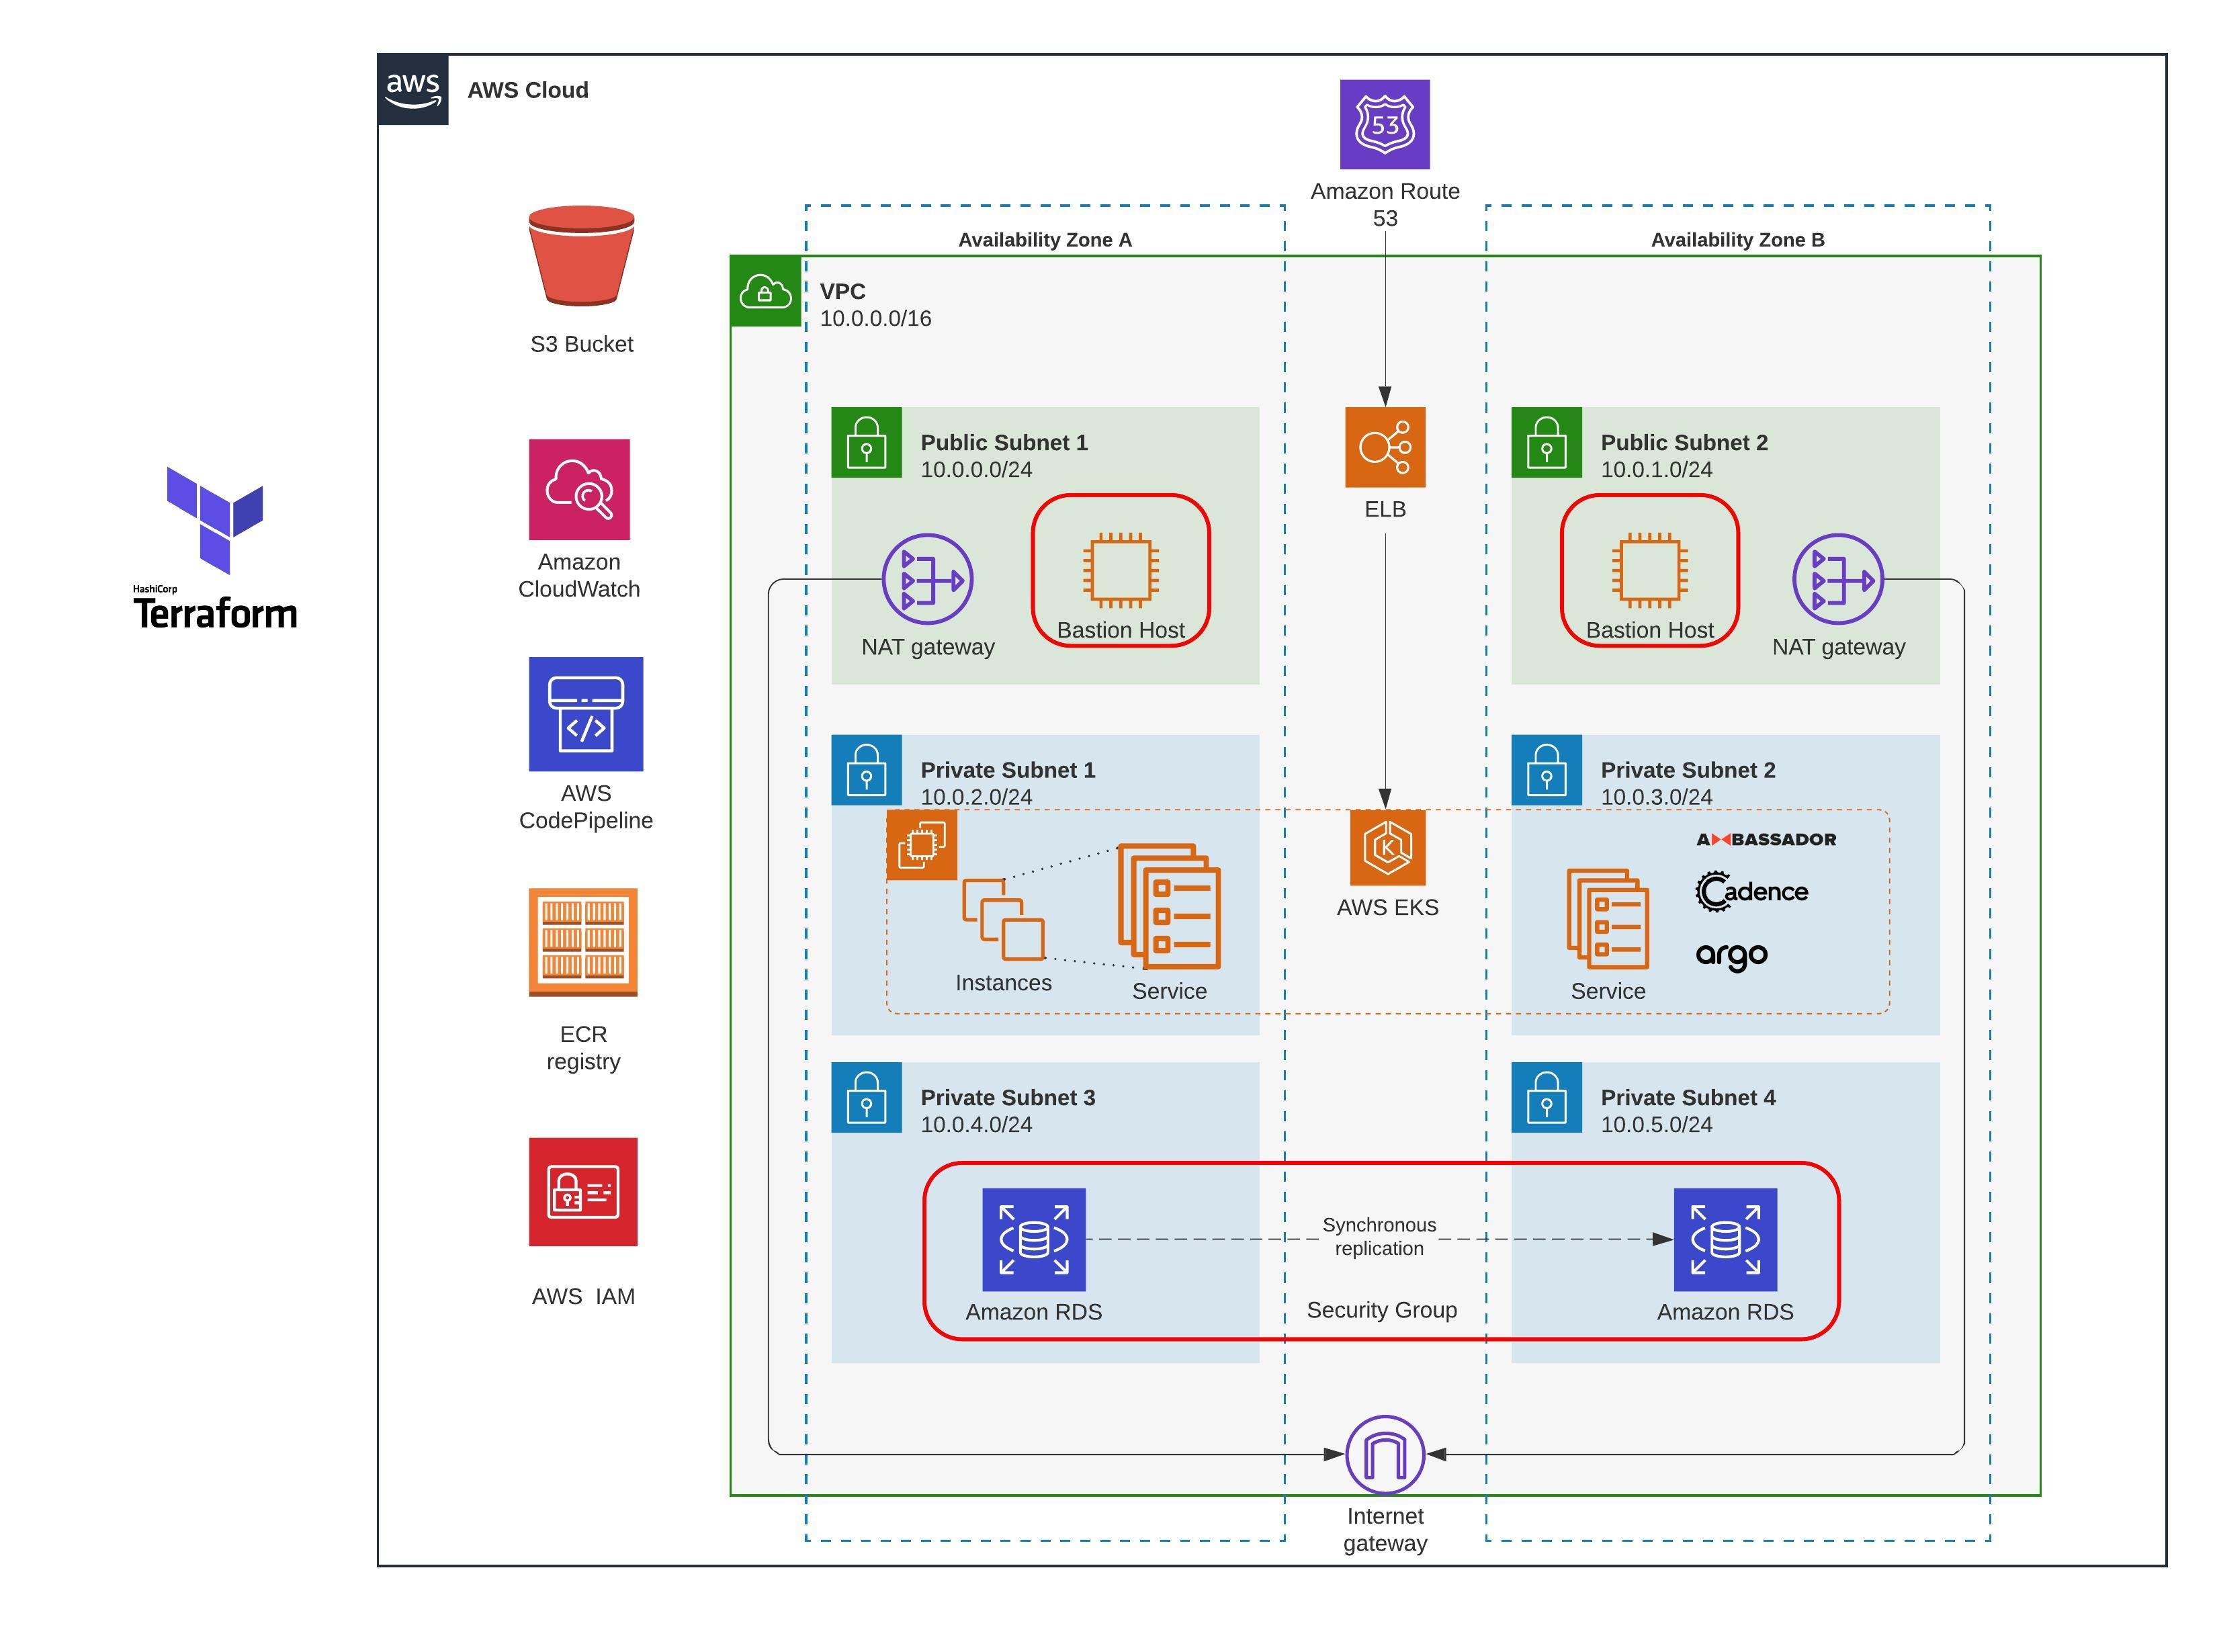 aws
AWS Cloud
53
Amazon Route
53
Availability Zone A
Availability Zone B
VPC
10.0.0.0/16
S3 Bucket
Public Subnet 1
10.0.0.0/24
ELB
Public Subnet 2
10.0.1.0/24
Amazon
CloudWatch
HashiCorp
Terraform
NAT gateway
Bastion Host
Bastion Host
NAT gateway
</>
AWS
CodePipeline
Private Subnet 1
10.0.2.0/24
Private Subnet 2
10.0.3.0/24
Instances
Service
K
AWS EKS
Service
AMBASSADOR
Cadence
argo
ECR
registry
Private Subnet 3
10.0.4.0/24
Private Subnet 4
10.0.5.0/24
AWS  IAM
Amazon RDS
Synchronous
replication
Security Group
Amazon RDS
Internet
gateway